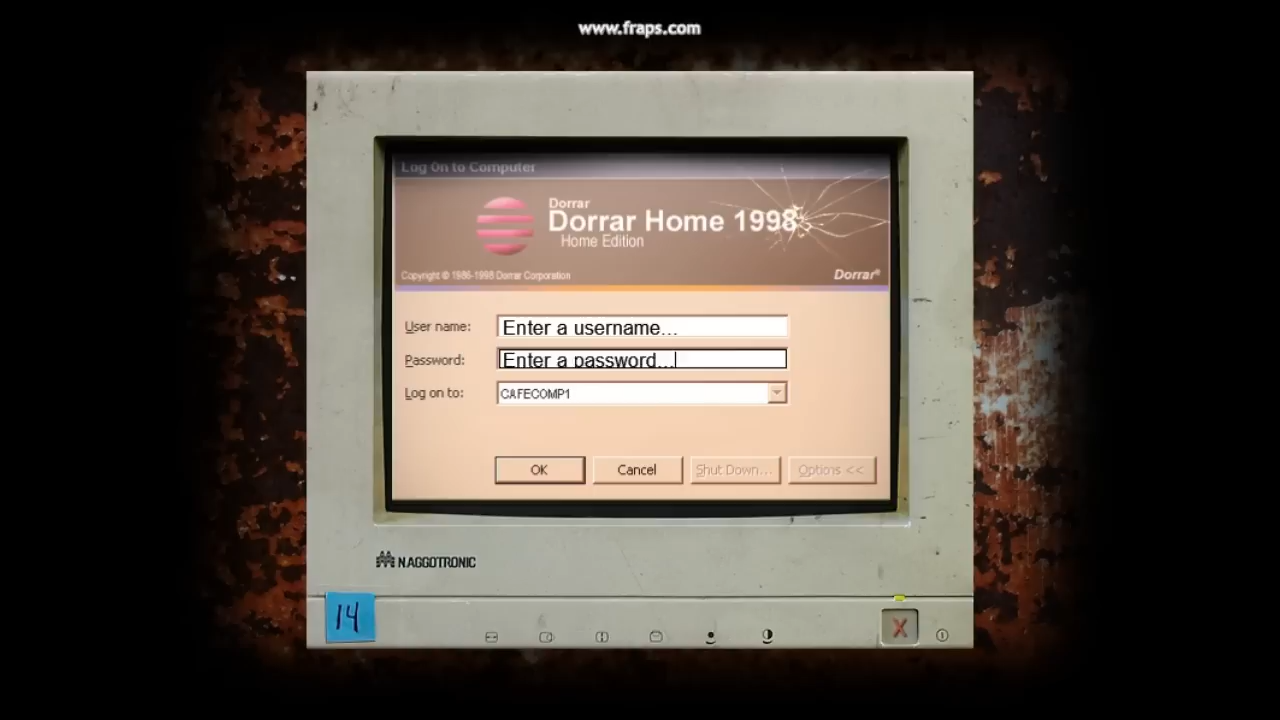 www.fraps.com
Log On to Computer
Dorrar
Dorrar Home 1998
Home Edition
Copyright © 1986-1998 Dorrar Corporation
Dorrar®
User name: Enter a username...
Password: Enter a password...
Log on to: CAFECOMP1
OK Cancel Shut Down... Options <<
NAGGOTRONIC
14
X